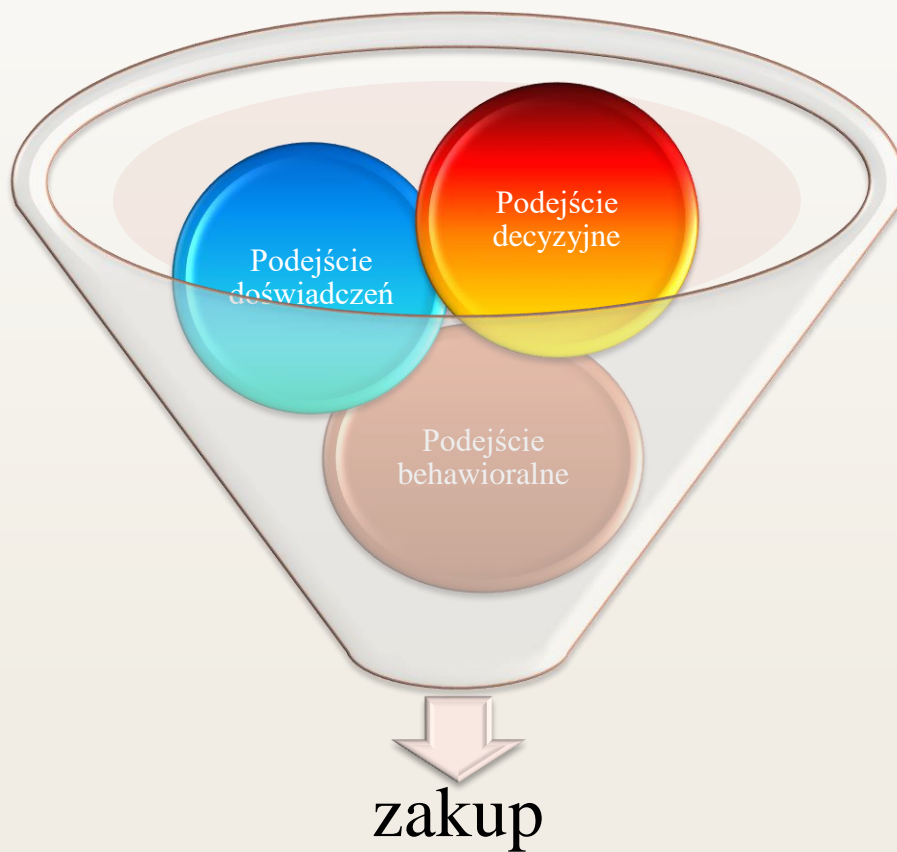 Podejście
decyzyjne
Podejście
doświadczeń
Podejście
behawioralne
zakup